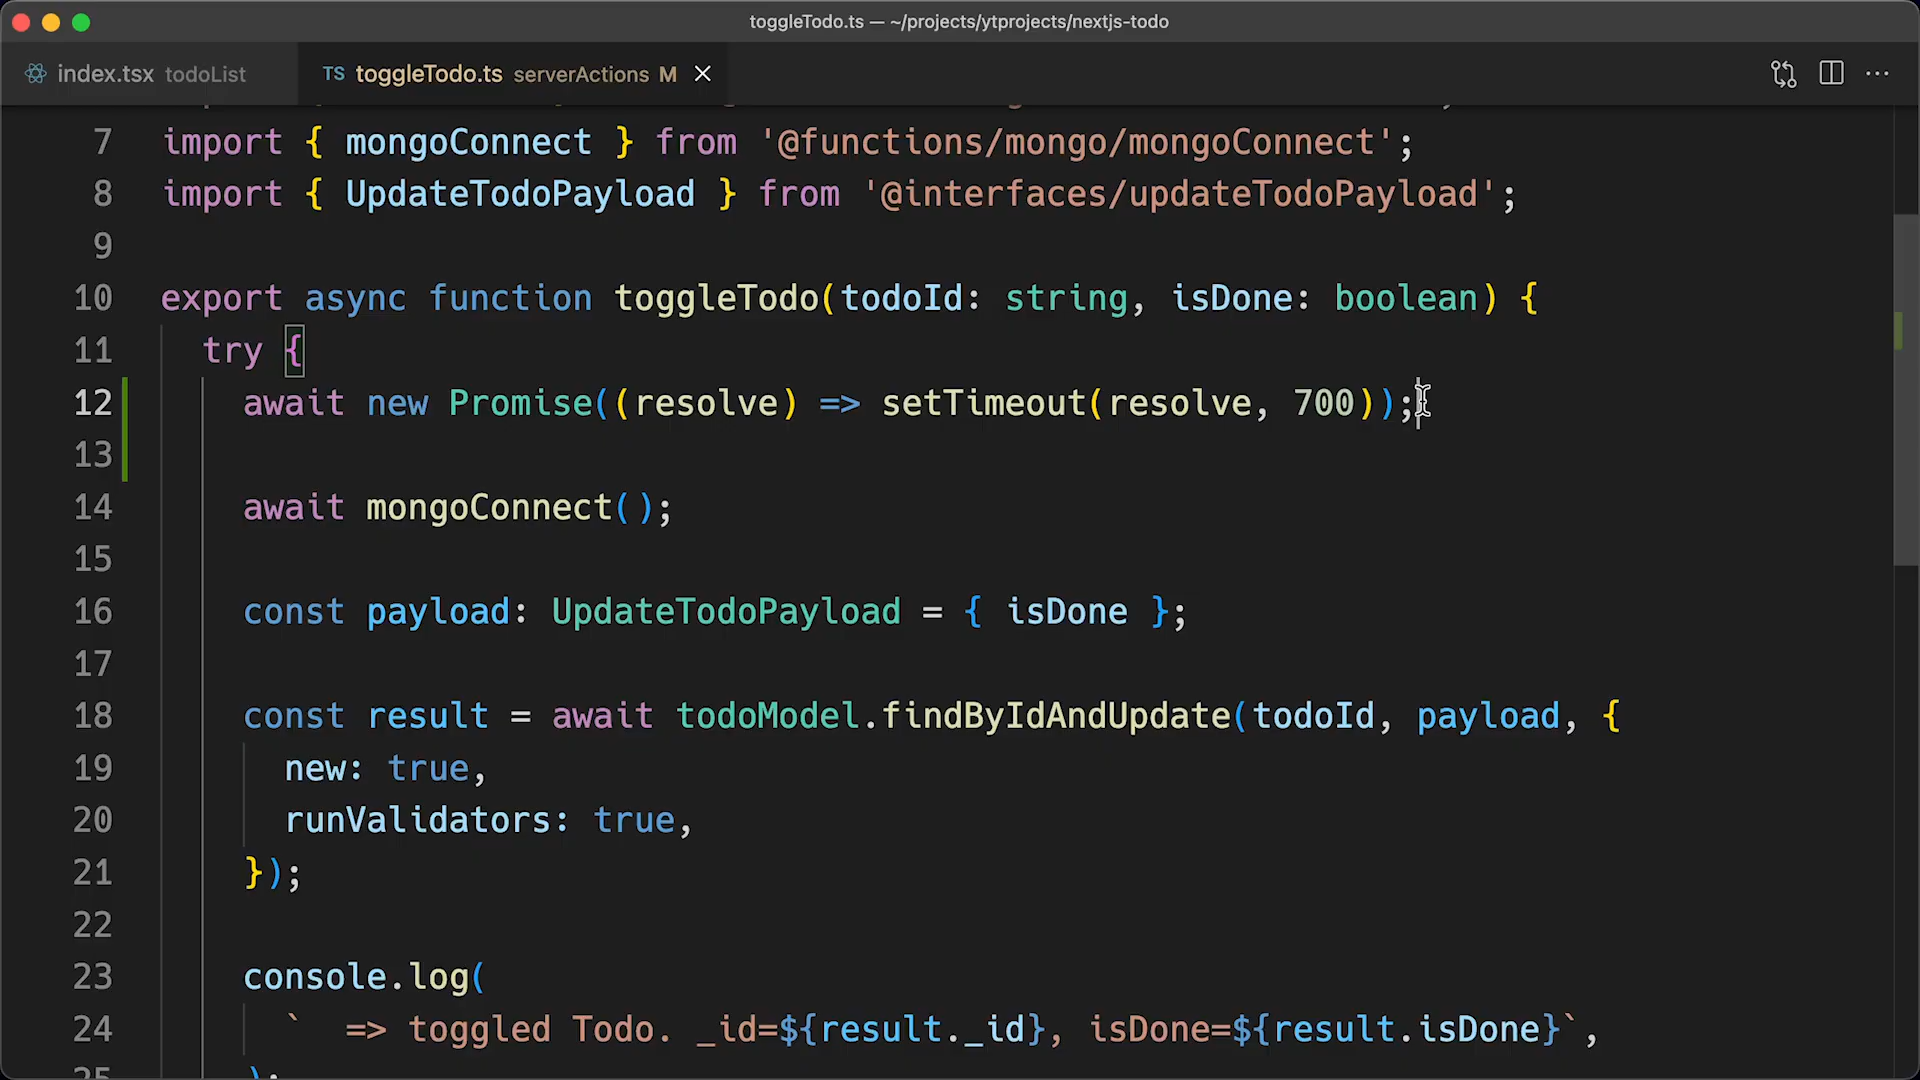 toggleTodo.ts — ~/projects/ytprojects/nextjs-todo
index.tsx todoList
TS toggleTodo.ts serverActions M
7 import { mongoConnect } from '@functions/mongo/mongoConnect';
8 import { UpdateTodoPayload } from '@interfaces/updateTodoPayload';
9
10 export async function toggleTodo(todoId: string, isDone: boolean) {
11 try {
12 await new Promise((resolve) => setTimeout(resolve, 700));
13
14 await mongoConnect();
15
16 const payload: UpdateTodoPayload = { isDone };
17
18 const result = await todoModel.findByIdAndUpdate(todoId, payload, {
19 new: true,
20 runValidators: true,
21 });
22
23 console.log(
24 `  => toggled Todo. _id=${result._id}, isDone=${result.isDone}`,
25 );